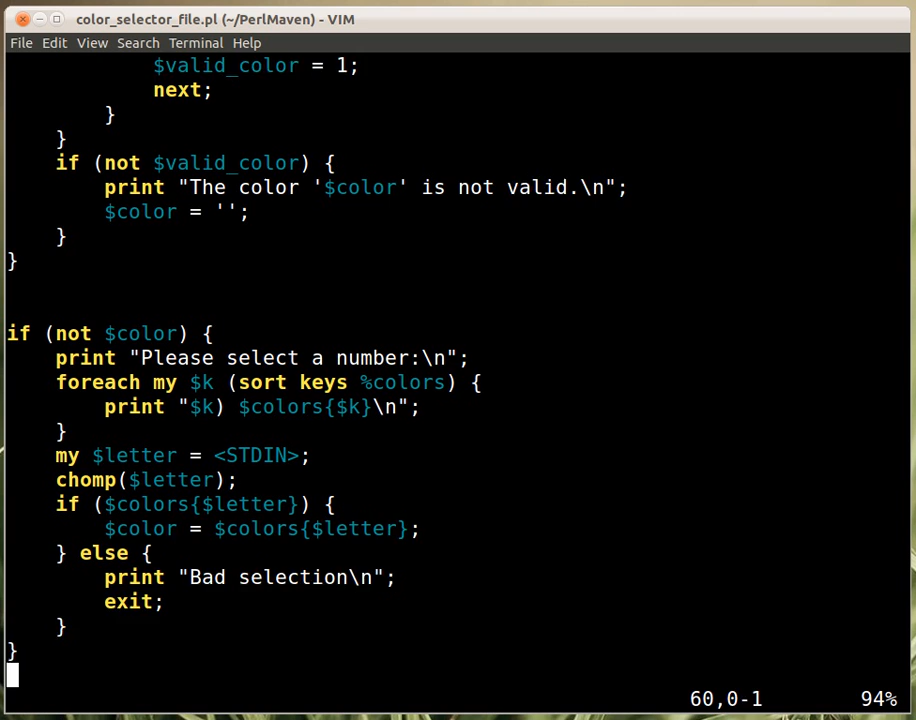 color_selector_file.pl (~/PerlMaven) - VIM
File Edit View Search Terminal Help
            $valid_color = 1;
            next;
        }
    }
    if (not $valid_color) {
        print "The color '$color' is not valid.\n";
        $color = '';
    }
}
if (not $color) {
    print "Please select a number:\n";
    foreach my $k (sort keys %colors) {
        print "$k) $colors{$k}\n";
    }
    my $letter = <STDIN>;
    chomp($letter);
    if ($colors{$letter}) {
        $color = $colors{$letter};
    } else {
        print "Bad selection\n";
        exit;
    }
}
60,0-1 94%